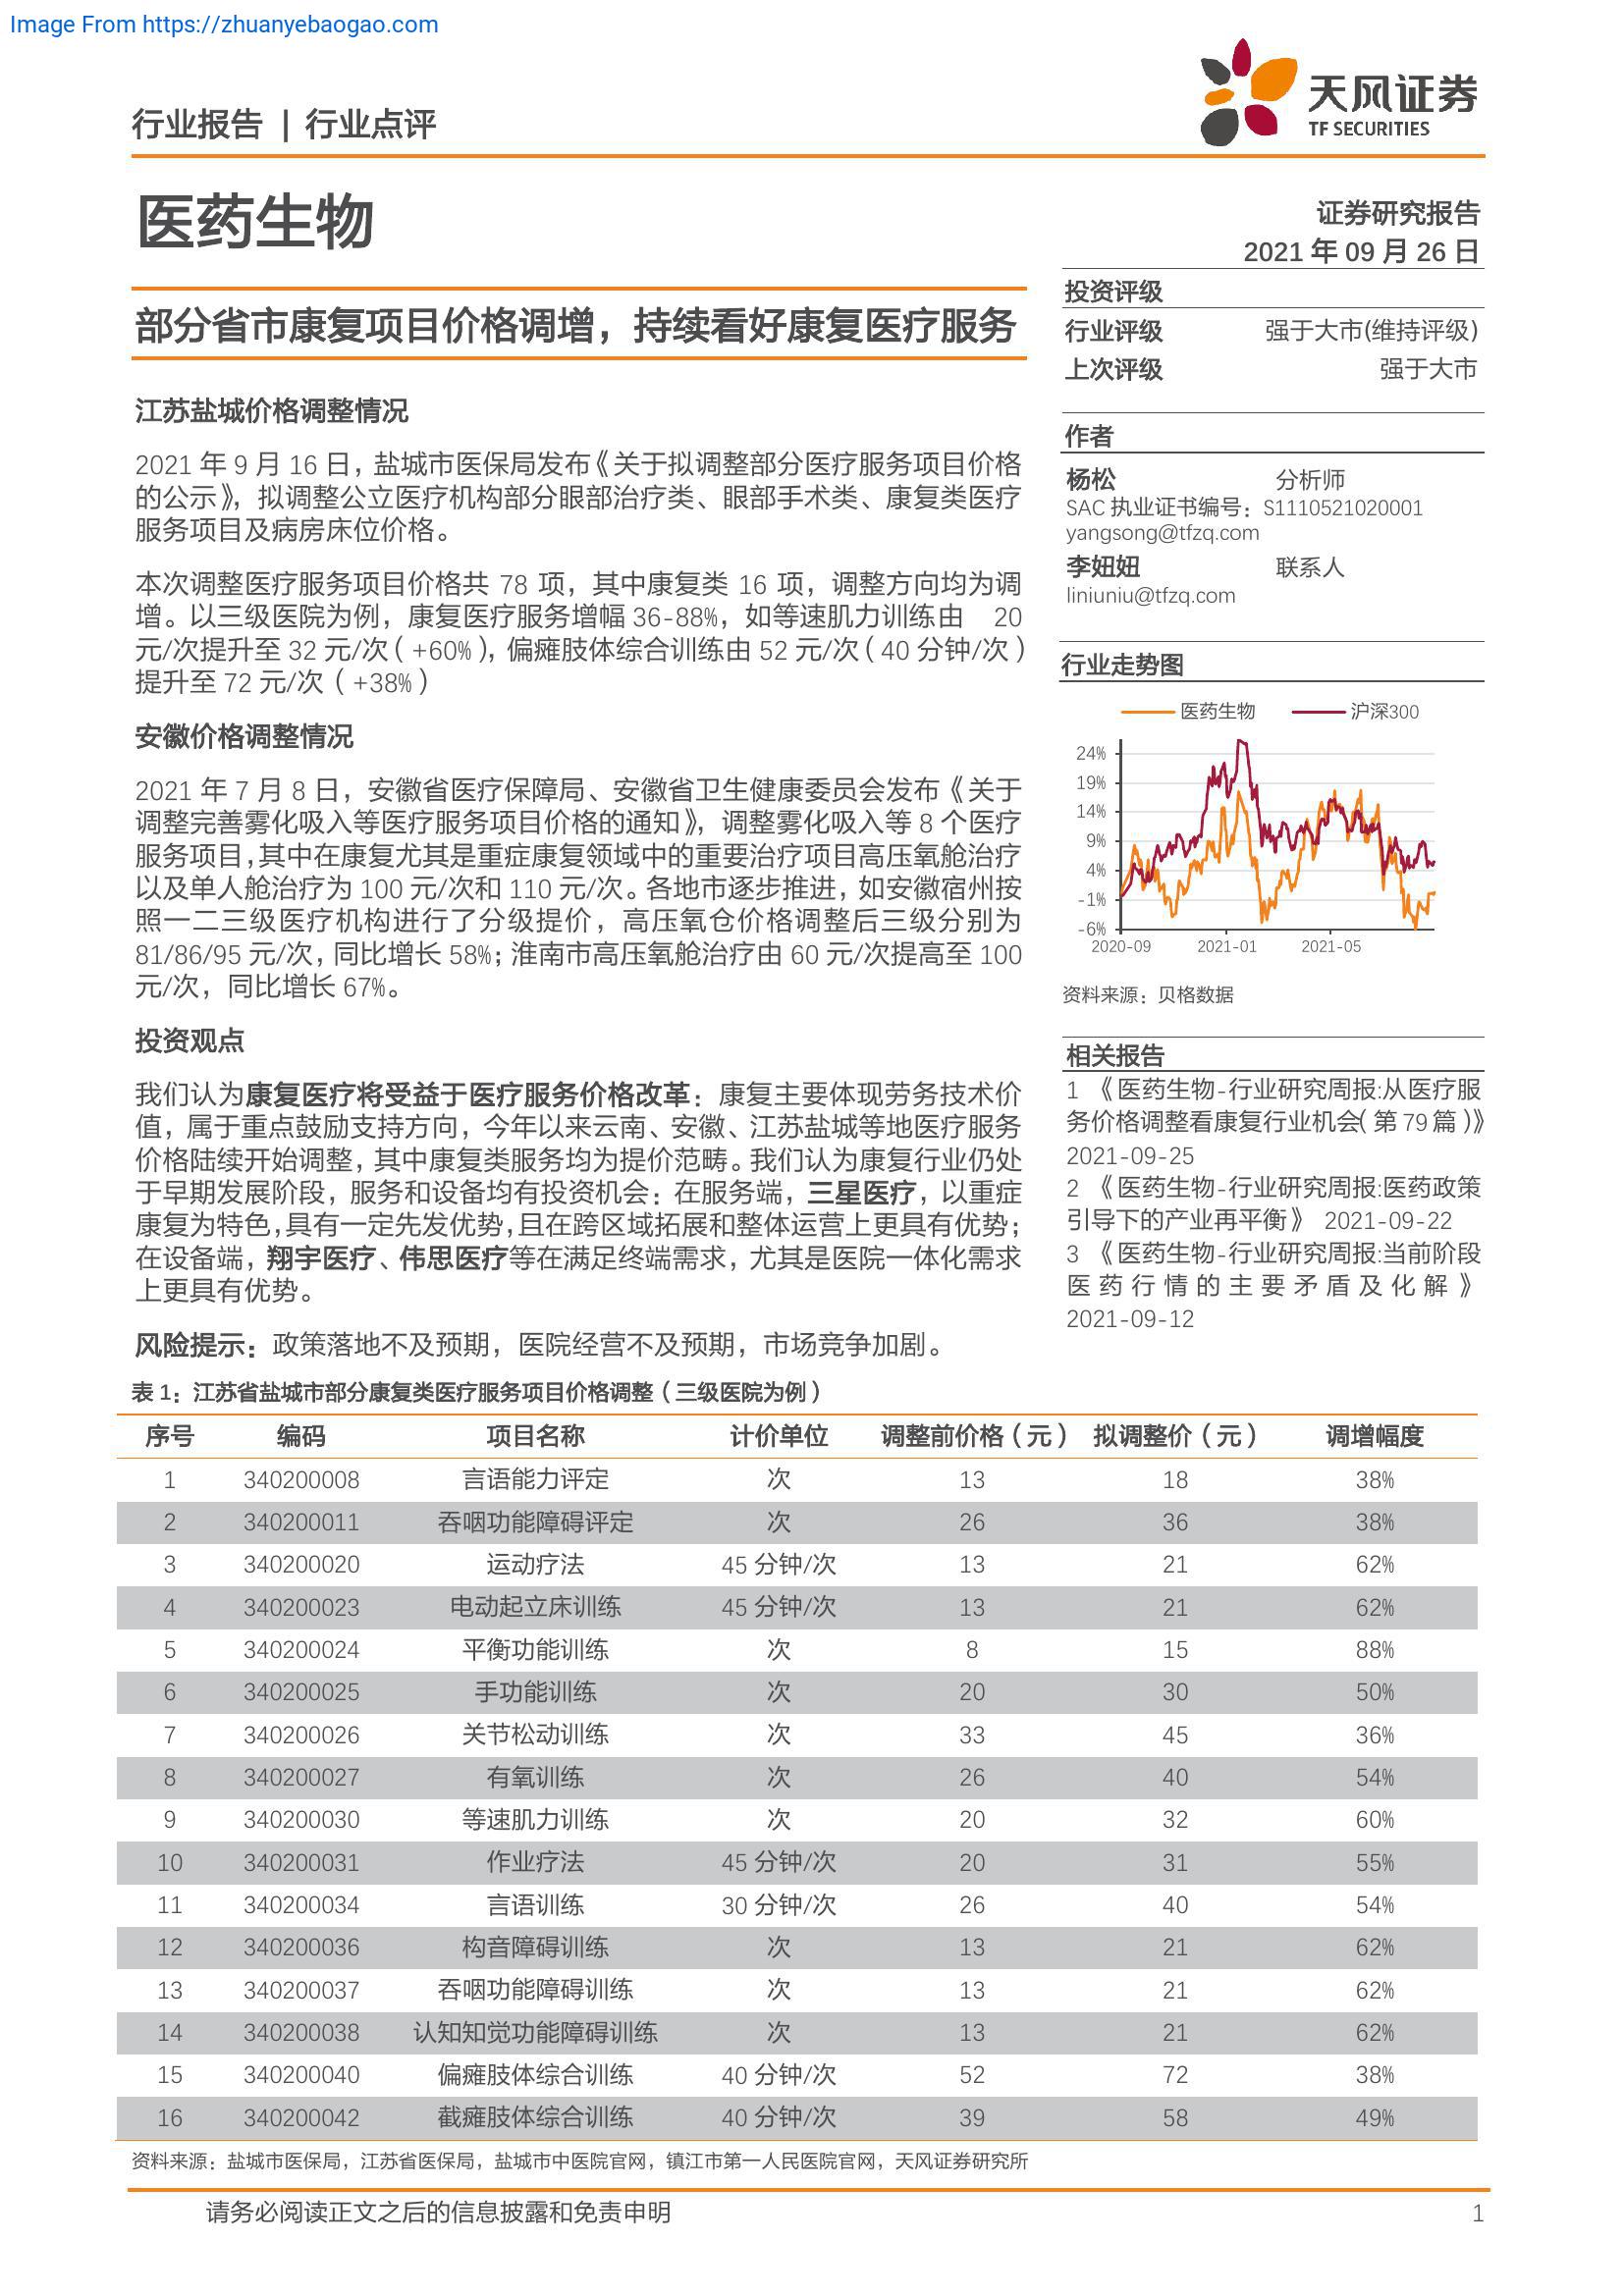 Image From https://zhuanyebaogao.com
行业报告 | 行业点评
天风证券
TF SECURITIES
医药生物
证券研究报告
2021 年 09 月 26 日
部分省市康复项目价格调增，持续看好康复医疗服务
江苏盐城价格调整情况
2021 年 9 月 16 日，盐城市医保局发布《关于拟调整部分医疗服务项目价格
的公示》，拟调整公立医疗机构部分眼部治疗类、眼部手术类、康复类医疗
服务项目及病房床位价格。
本次调整医疗服务项目价格共 78 项，其中康复类 16 项，调整方向均为调
增。以三级医院为例，康复医疗服务增幅 36-88%，如等速肌力训练由 20
元/次提升至 32 元/次（+60%），偏瘫肢体综合训练由 52 元/次（40 分钟/次）
提升至 72 元/次（+38%）
安徽价格调整情况
2021 年 7 月 8 日，安徽省医疗保障局、安徽省卫生健康委员会发布《关于
调整完善雾化吸入等医疗服务项目价格的通知》，调整雾化吸入等 8 个医疗
服务项目，其中在康复尤其是重症康复领域中的重要治疗项目高压氧舱治疗
以及单人舱治疗为 100 元/次和 110 元/次。各地市逐步推进，如安徽宿州按
照一二三级医疗机构进行了分级提价，高压氧仓价格调整后三级分别为
81/86/95 元/次，同比增长 58%；淮南市高压氧舱治疗由 60 元/次提高至 100
元/次，同比增长 67%。
投资观点
我们认为康复医疗将受益于医疗服务价格改革：康复主要体现劳务技术价
值，属于重点鼓励支持方向，今年以来云南、安徽、江苏盐城等地医疗服务
价格陆续开始调整，其中康复类服务均为提价范畴。我们认为康复行业仍处
于早期发展阶段，服务和设备均有投资机会：在服务端，三星医疗，以重症
康复为特色，具有一定先发优势，且在跨区域拓展和整体运营上更具有优势；
在设备端，翔宇医疗、伟思医疗等在满足终端需求，尤其是医院一体化需求
上更具有优势。
风险提示：政策落地不及预期，医院经营不及预期，市场竞争加剧。
投资评级
行业评级 强于大市(维持评级)
上次评级 强于大市
作者
杨松 分析师
SAC 执业证书编号：S1110521020001
yangsong@tfzq.com
李妞妞 联系人
liniuniu@tfzq.com
行业走势图
医药生物 沪深300
24%
19%
14%
9%
4%
-1%
-6%
2020-09 2021-01 2021-05
资料来源：贝格数据
相关报告
1 《医药生物-行业研究周报:从医疗服
务价格调整看康复行业机会（第 79 篇）》
2021-09-25
2 《医药生物-行业研究周报:医药政策
引导下的产业再平衡》 2021-09-22
3 《医药生物-行业研究周报:当前阶段
医药行情的主要矛盾及化解》
2021-09-12
表 1：江苏省盐城市部分康复类医疗服务项目价格调整（三级医院为例）
序号 编码 项目名称 计价单位 调整前价格（元） 拟调整价（元） 调增幅度
1 340200008 言语能力评定 次 13 18 38%
2 340200011 吞咽功能障碍评定 次 26 36 38%
3 340200020 运动疗法 45 分钟/次 13 21 62%
4 340200023 电动起立床训练 45 分钟/次 13 21 62%
5 340200024 平衡功能训练 次 8 15 88%
6 340200025 手功能训练 次 20 30 50%
7 340200026 关节松动训练 次 33 45 36%
8 340200027 有氧训练 次 26 40 54%
9 340200030 等速肌力训练 次 20 32 60%
10 340200031 作业疗法 45 分钟/次 20 31 55%
11 340200034 言语训练 30 分钟/次 26 40 54%
12 340200036 构音障碍训练 次 13 21 62%
13 340200037 吞咽功能障碍训练 次 13 21 62%
14 340200038 认知知觉功能障碍训练 次 13 21 62%
15 340200040 偏瘫肢体综合训练 40 分钟/次 52 72 38%
16 340200042 截瘫肢体综合训练 40 分钟/次 39 58 49%
资料来源：盐城市医保局，江苏省医保局，盐城市中医院官网，镇江市第一人民医院官网，天风证券研究所
请务必阅读正文之后的信息披露和免责申明 1